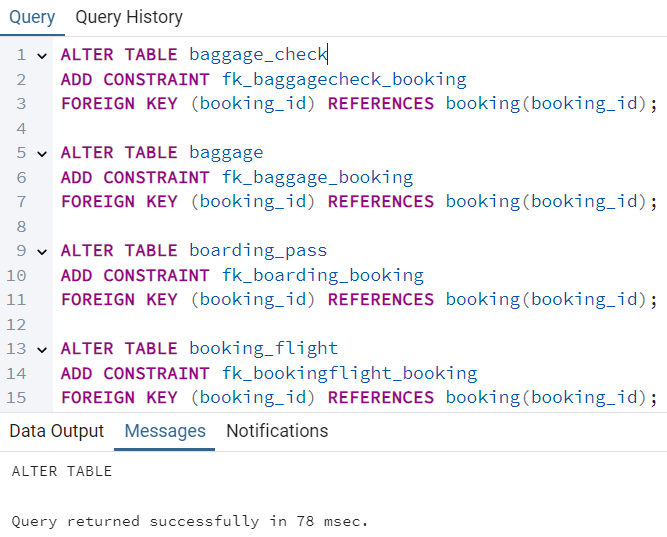 Query Query History
1 ALTER TABLE baggage_check
2 ADD CONSTRAINT fk_baggagecheck_booking
3 FOREIGN KEY (booking_id) REFERENCES booking(booking_id);
4
5 ALTER TABLE baggage
6 ADD CONSTRAINT fk_baggage_booking
7 FOREIGN KEY (booking_id) REFERENCES booking(booking_id);
8
9 ALTER TABLE boarding_pass
10 ADD CONSTRAINT fk_boarding_booking
11 FOREIGN KEY (booking_id) REFERENCES booking(booking_id);
12
13 ALTER TABLE booking_flight
14 ADD CONSTRAINT fk_bookingflight_booking
15 FOREIGN KEY (booking_id) REFERENCES booking(booking_id);
Data Output Messages Notifications
ALTER TABLE
Query returned successfully in 78 msec.